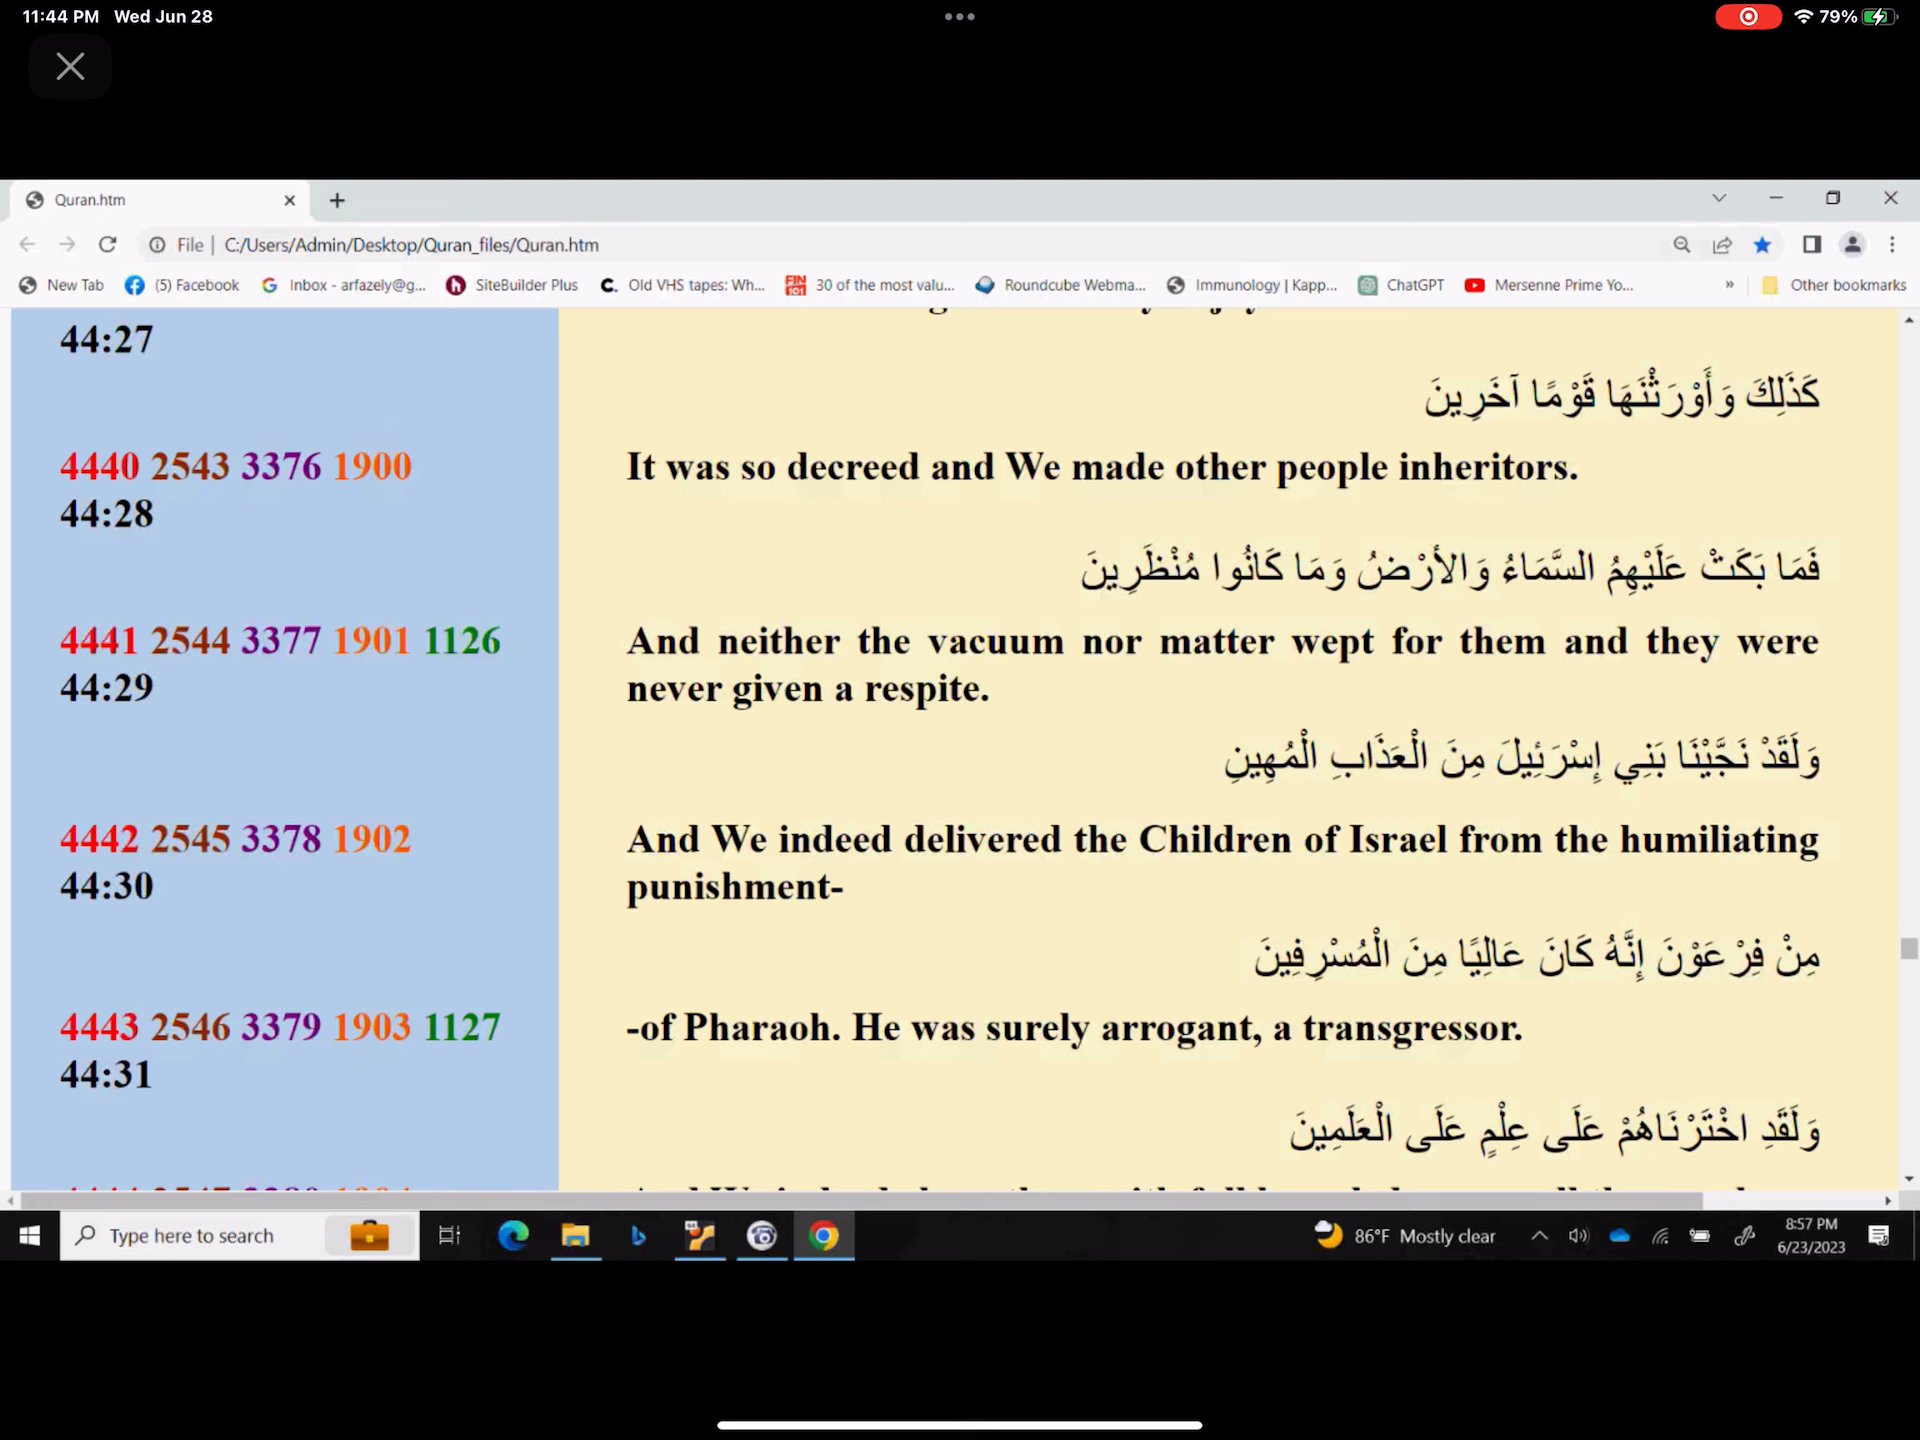 11:44 PM Wed Jun 28
79%
Quran.htm
File | C:/Users/Admin/Desktop/Quran_files/Quran.htm
New Tab (5) Facebook Inbox - arfazely@g... SiteBuilder Plus Old VHS tapes: Wh... FIN 101 30 of the most valu... Roundcube Webma... Immunology | Kapp... ChatGPT Mersenne Prime Yo... » Other bookmarks
44:27
كَذَلِكَ وَأَوْرَثْنَهَا قَوْمًا آخَرِينَ
4440 2543 3376 1900 It was so decreed and We made other people inheritors.
44:28
فَمَا بَكَتْ عَلَيْهِمُ السَّمَاءُ وَالأَرْضُ وَمَا كَانُوا مُنْظَرِينَ
4441 2544 3377 1901 1126 And neither the vacuum nor matter wept for them and they were
44:29 never given a respite.
وَلَقَدْ نَجَّيْنَا بَنِي إِسْرَئِيلَ مِنَ الْعَذَابِ الْمُهِينِ
4442 2545 3378 1902 And We indeed delivered the Children of Israel from the humiliating
44:30 punishment-
مِنْ فِرْعَوْنَ إِنَّهُ كَانَ عَالِيًا مِنَ الْمُسْرِفِينَ
4443 2546 3379 1903 1127 -of Pharaoh. He was surely arrogant, a transgressor.
44:31
وَلَقَدِ اخْتَرْنَاهُمْ عَلَى عِلْمٍ عَلَى الْعَلَمِينَ
Type here to search 86°F Mostly clear 8:57 PM
6/23/2023